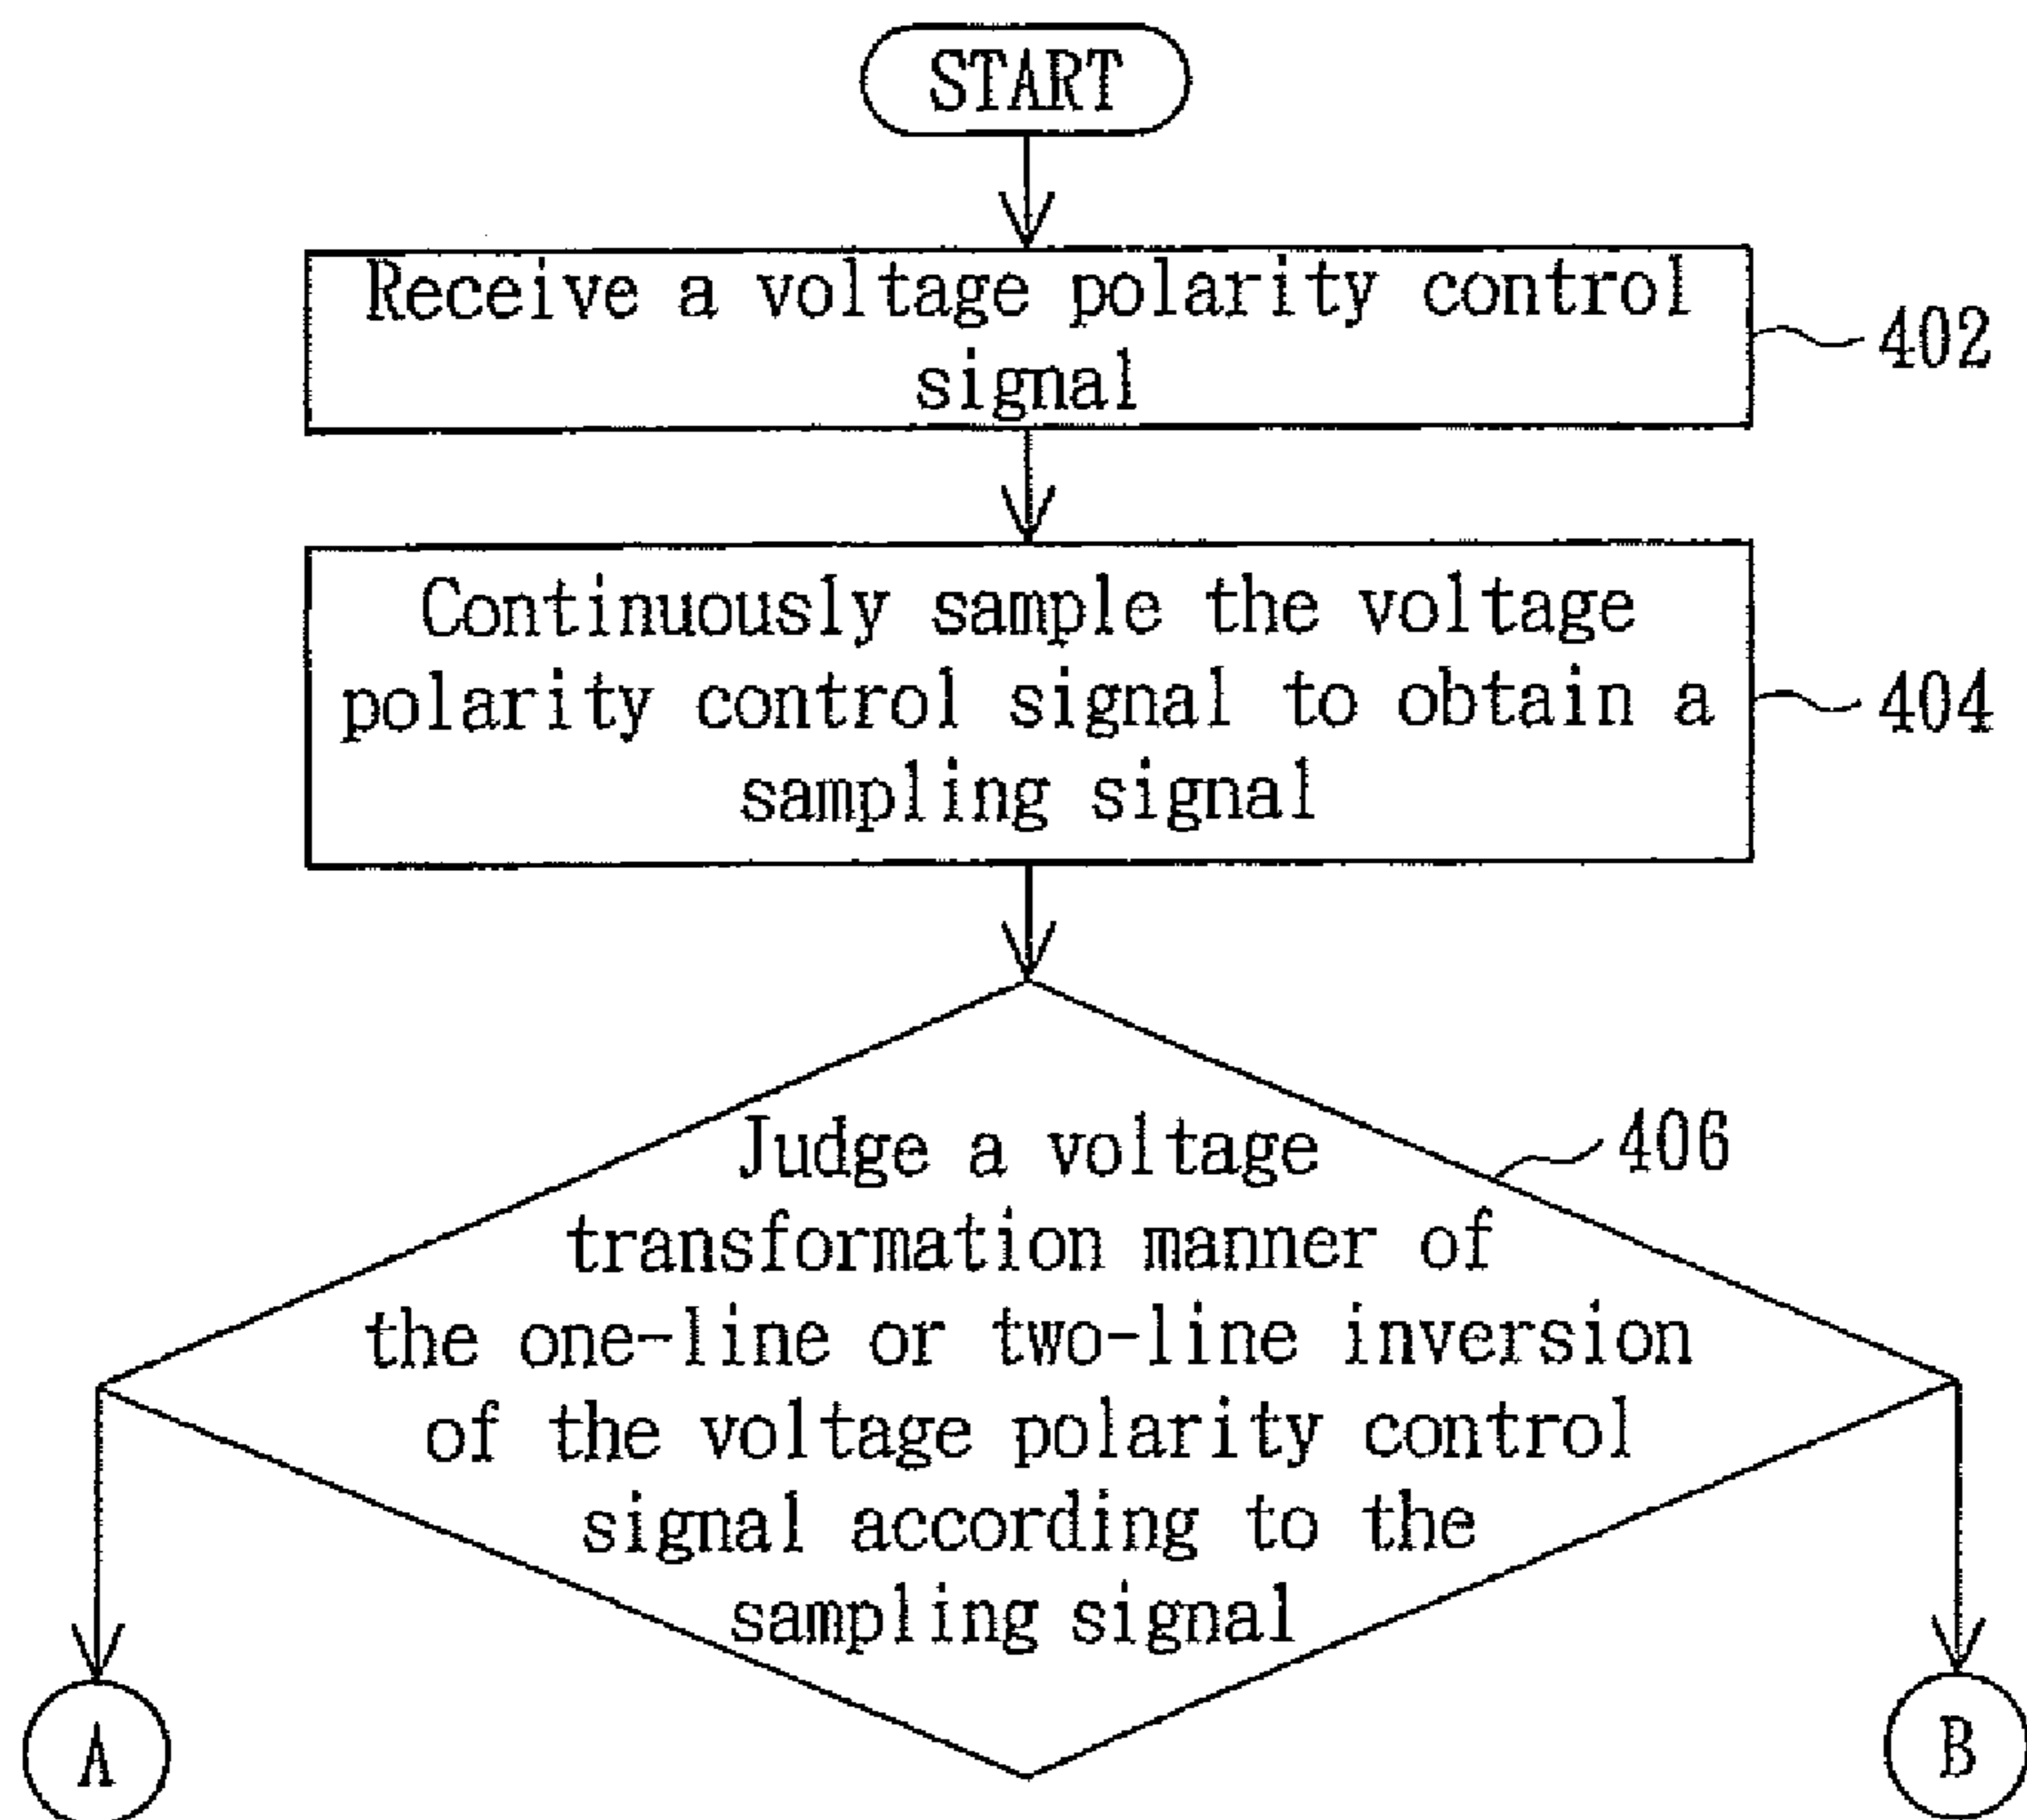 START
Receive a voltage polarity control
signal
402
Continuously sample the voltage
polarity control signal to obtain a
sampling signal
404
Judge a voltage
transformation manner of
the one-line or two-line inversion
of the voltage polarity control
signal according to the
sampling signal
406
A
B